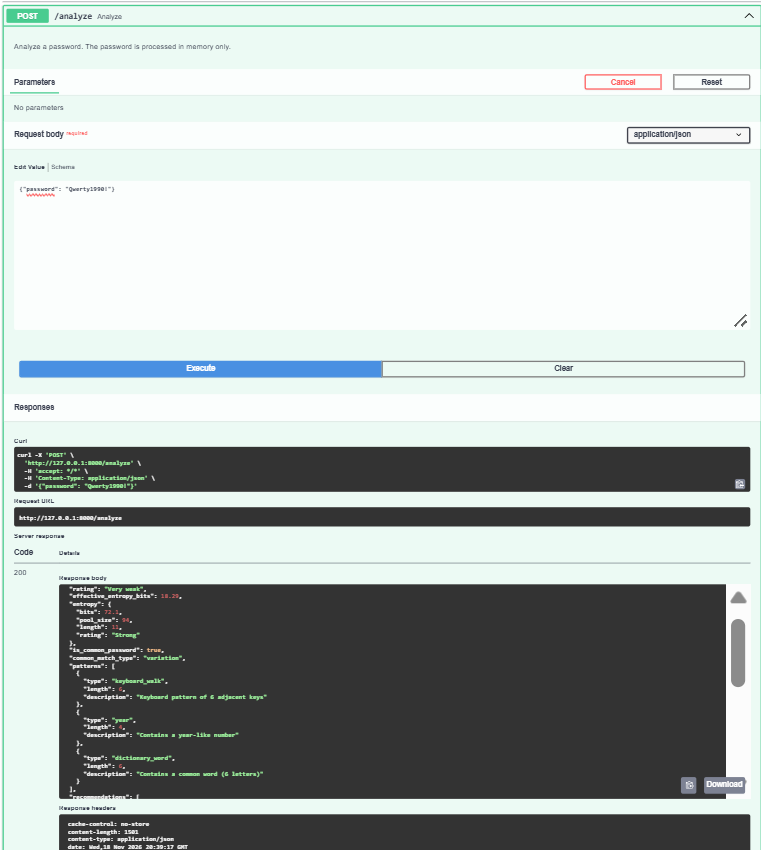 POST /analyze Analyze
Analyze a password. The password is processed in memory only.
Parameters
Cancel
Reset
No parameters
Request body required
application/json
Edit Value | Schema
{"password": "Qwerty1990!"}
Execute
Clear
Responses
Curl
curl -X 'POST' \
'http://127.0.0.1:8000/analyze' \
-H 'accept: */*' \
-H 'Content-Type: application/json' \
-d '{"password": "Qwerty1990!"}'
Request URL
http://127.0.0.1:8000/analyze
Server response
Code Details
200
Response body
"rating": "Very weak",
"effective_entropy_bits": 18.29,
"entropy": {
"bits": 72.1,
"pool_size": 94,
"length": 11,
"rating": "Strong"
},
"is_common_password": true,
"common_match_type": "variation",
"patterns": [
{
"type": "keyboard_walk",
"length": 6,
"description": "Keyboard pattern of 6 adjacent keys"
},
{
"type": "year",
"length": 4,
"description": "Contains a year-like number"
},
{
"type": "dictionary_word",
"length": 6,
"description": "Contains a common word (6 letters)"
}
],
"recommendations": [
Download
Response headers
cache-control: no-store
content-length: 1501
content-type: application/json
date: Wed,18 Nov 2026 20:39:17 GMT